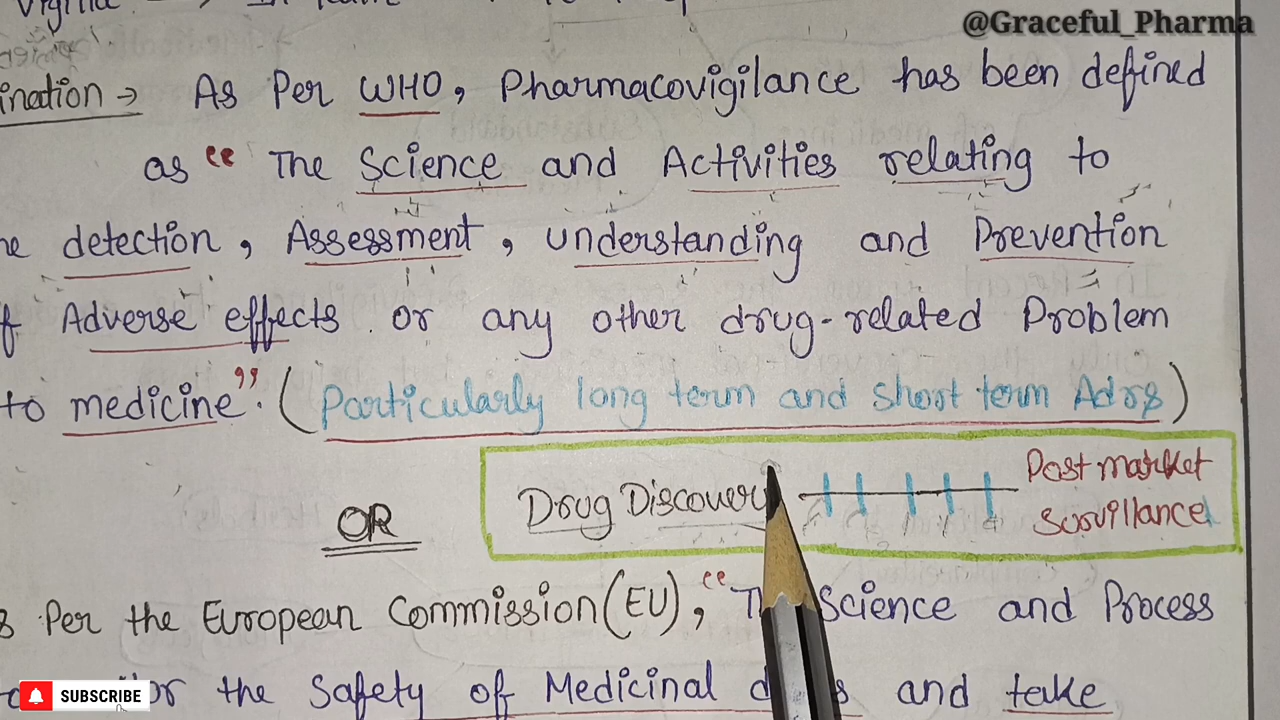 @Graceful_Pharma
ination → As Per WHO, Pharmacovigilance has been defined
as “ The Science and Activities relating to
detection, Assessment, understanding and Prevention
Adverse effects or any other drug-related Problem
to medicine”. (Particularly long term and short term Adrs)
Drug Discovery
Post market
Survillance
OR
Per the European Commission (EU), “ Science and Process
the Safety of Medicinal and take
SUBSCRIBE